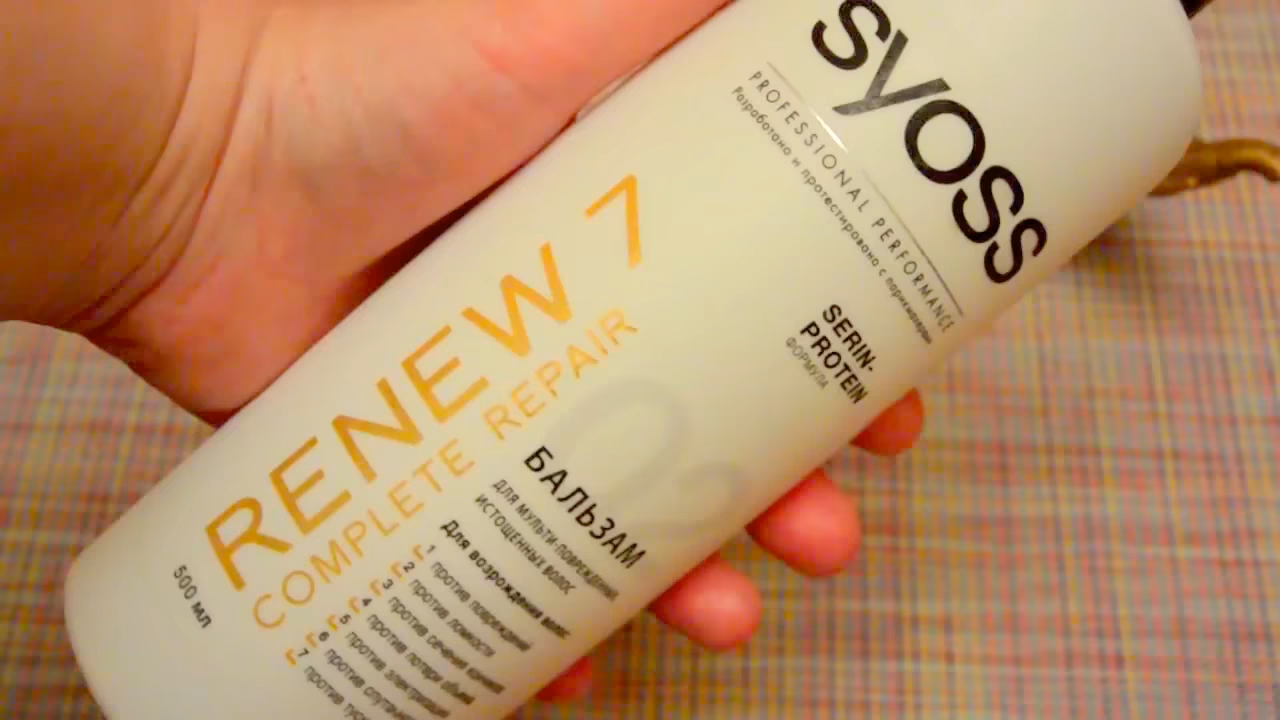 syoss
PROFESSIONAL PERFORMANCE
Разработано и протестировано с парикмахерами
SERIN-
PROTEIN
ФОРМУЛА
RENEW 7
COMPLETE REPAIR
БАЛЬЗАМ
ДЛЯ МУЛЬТИ-ПОВРЕЖДЕННЫХ,
ИСТОЩЕННЫХ ВОЛОС
Для возрождения волос
1 против повреждений
2 против ломкости
3 против сечения кончиков
4 против потери объема
5 против электризации
6 против спутывания
7 против
500 мл